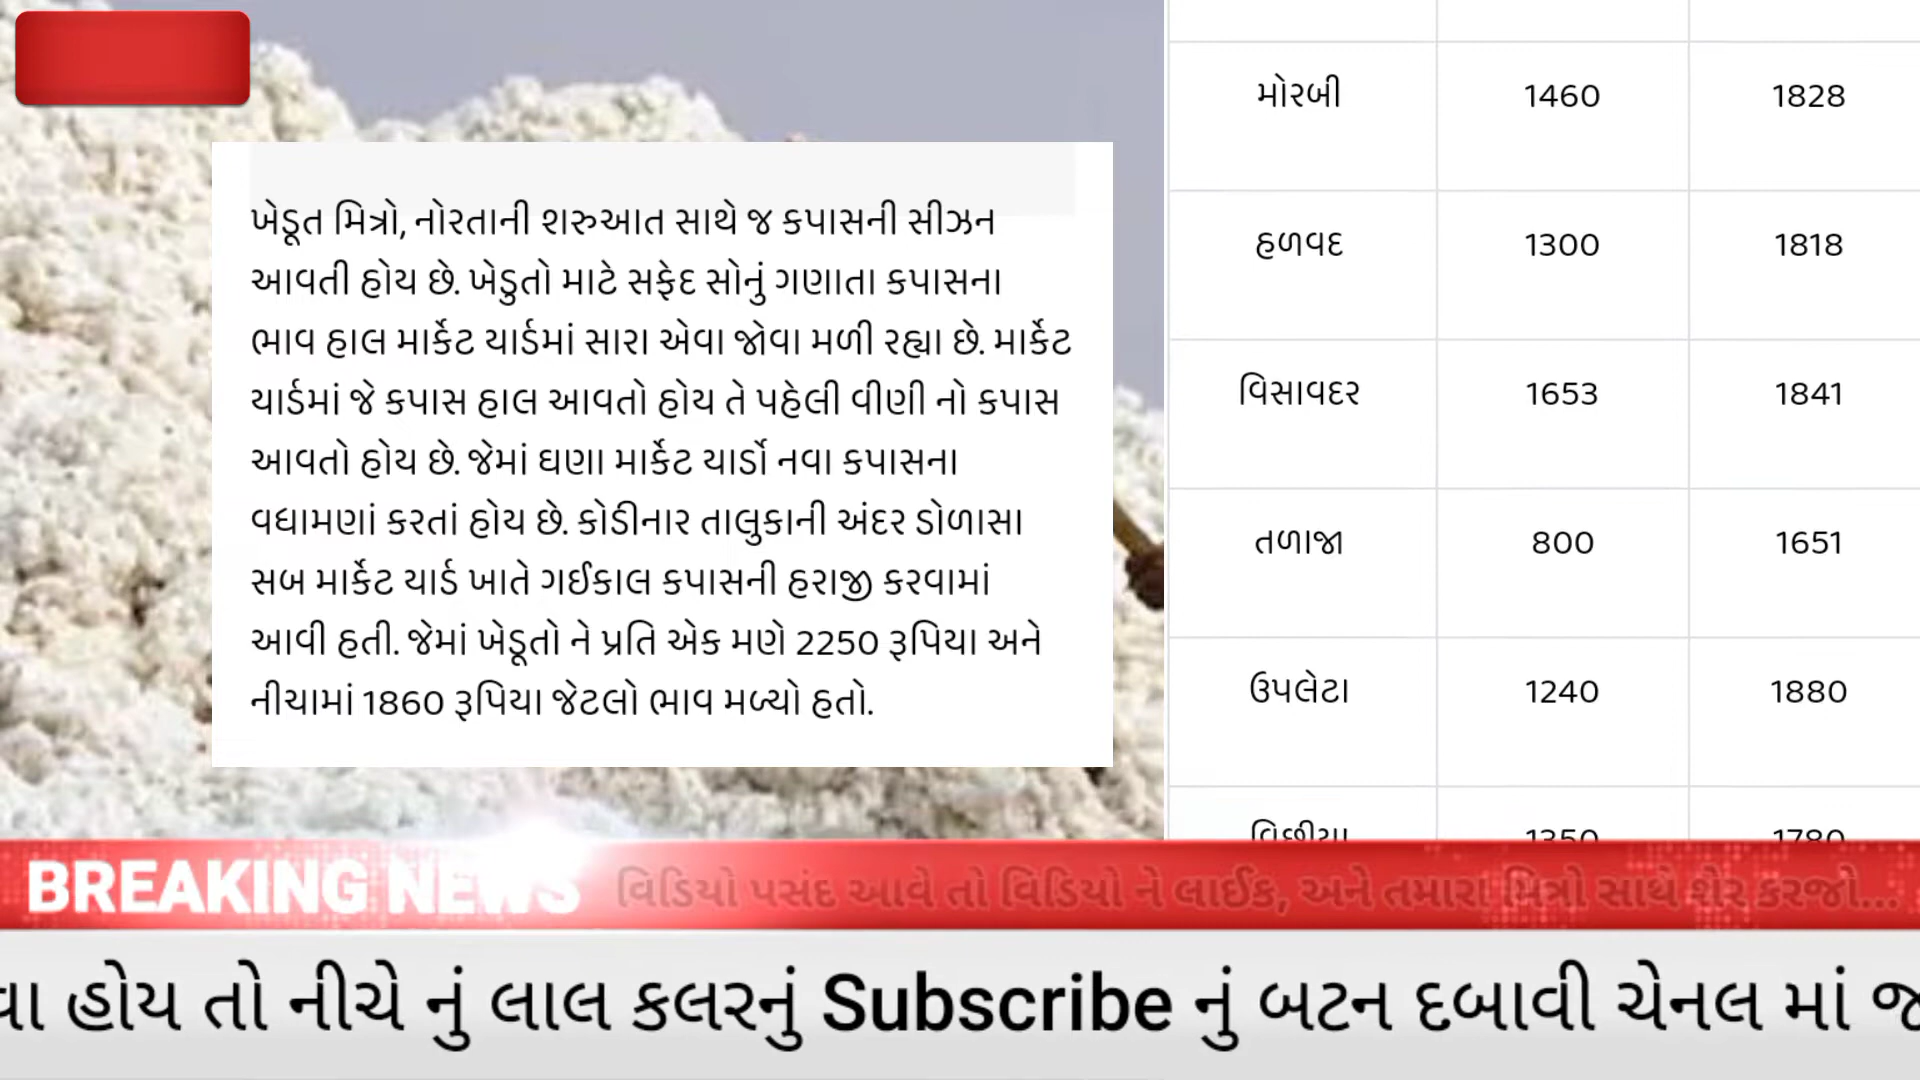 ખેડૂત મિત્રો, નોરતાની શરુઆત સાથે જ કપાસની સીઝન
આવતી હોય છે. ખેડુતો માટે સફેદ સોનું ગણાતા કપાસના
ભાવ હાલ માર્કેટ યાર્ડમાં સારા એવા જોવા મળી રહ્યા છે. માર્કેટ
યાર્ડમાં જે કપાસ હાલ આવતો હોય તે પહેલી વીણી નો કપાસ
આવતો હોય છે. જેમાં ઘણા માર્કેટ યાર્ડો નવા કપાસના
વધામણાં કરતાં હોય છે. કોડીનાર તાલુકાની અંદર ડોળાસા
સબ માર્કેટ યાર્ડ ખાતે ગઈકાલ કપાસની હરાજી કરવામાં
આવી હતી. જેમાં ખેડૂતો ને પ્રતિ એક મણે 2250 રૂપિયા અને
નીચામાં 1860 રૂપિયા જેટલો ભાવ મળ્યો હતો.
મોરબી 1460 1828
હળવદ 1300 1818
વિસાવદર 1653 1841
તળાજા 800 1651
ઉપલેટા 1240 1880
વિછીયા 1350 1780
BREAKING NEWS વિડિયો પસંદ આવે તો વિડિયો ને લાઈક, અને તમારા મિત્રો સાથે શેર કરજો...
વા હોય તો નીચે નું લાલ કલરનું Subscribe નું બટન દબાવી ચેનલ માં જ